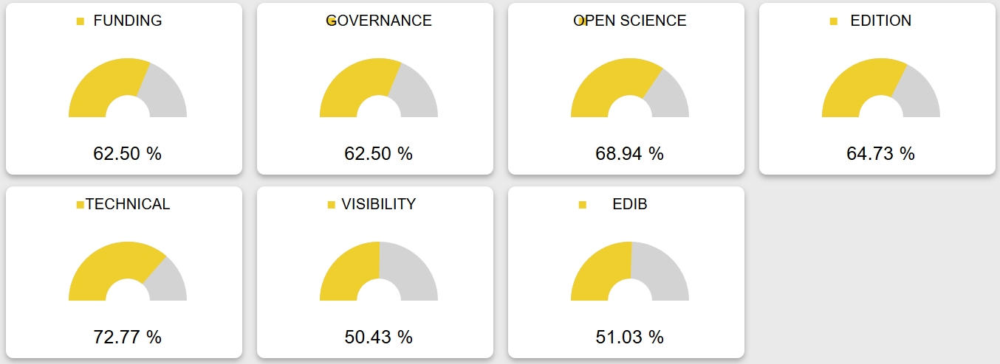 FUNDING
62.50 %
GOVERNANCE
62.50 %
OPEN SCIENCE
68.94 %
EDITION
64.73 %
TECHNICAL
72.77 %
VISIBILITY
50.43 %
EDIB
51.03 %